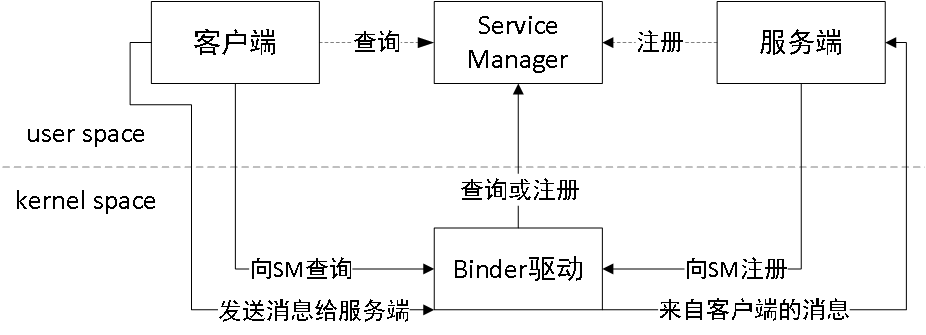 客户端
查询
Service
Manager
注册
服务端
user space
kernel space
查询或注册
向SM查询
Binder驱动
向SM注册
发送消息给服务端
来自客户端的消息